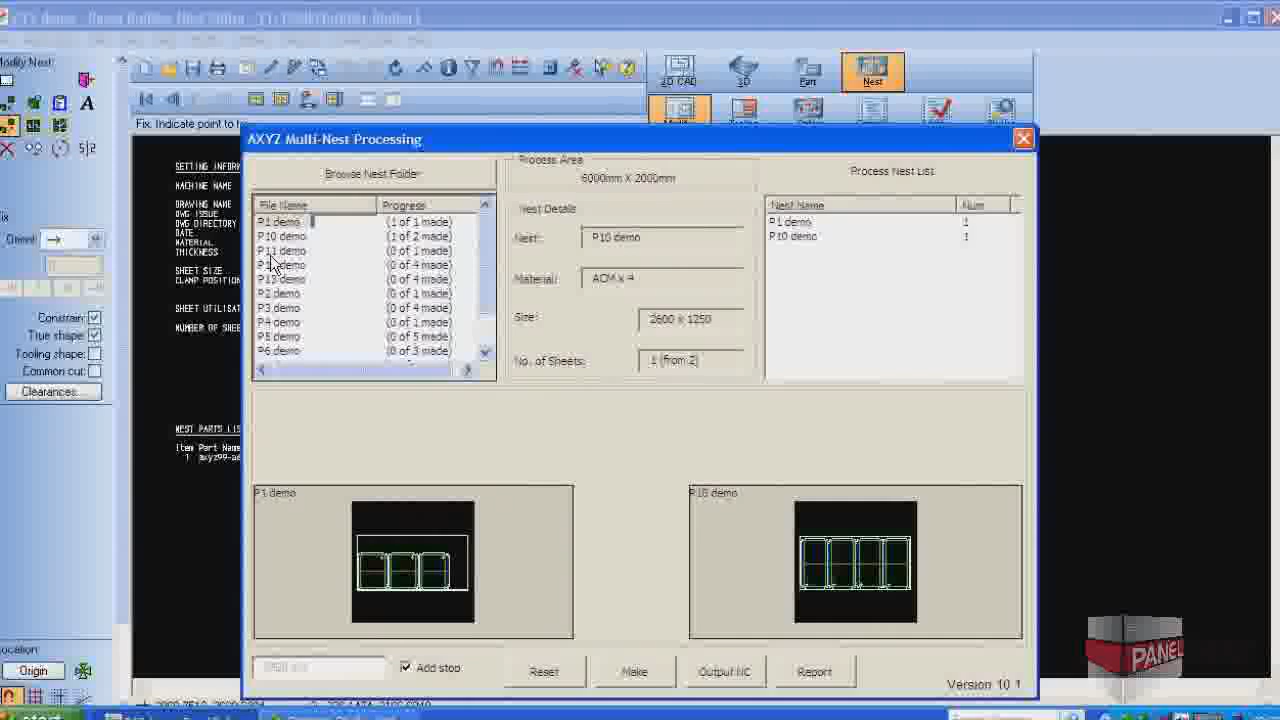 Modify Nest
2D CAD
3D
Part
Nest
Fix. Indicate point to
SETTING INFORM
MACHINE NAME
DRAWING NAME
DWG ISSUE
DWG DIRECTORY
DATE
MATERIAL
THICKNESS
SHEET SIZE
CLAMP POSITION
SHEET UTILISAT
NUMBER OF SHEE
NEST PARTS LIS
Item Part Name
Constrain:
True shape:
Tooling shape:
Common cut:
Clearances...
Origin
AXYZ Multi-Nest Processing
Browse Nest Folder
File Name Progress
P1 demo (1 of 1 made)
P10 demo (1 of 2 made)
P11 demo (0 of 1 made)
demo (0 of 4 made)
P13 demo (0 of 4 made)
P2 demo (0 of 1 made)
P3 demo (0 of 4 made)
P4 demo (0 of 1 made)
P5 demo (0 of 5 made)
P6 demo (0 of 3 made)
Process Area
6000mm X 2000mm
Nest Details
Nest: P10 demo
Material: ACM x 4
Size: 2600 x 1250
No. of Sheets: 1 (from 2)
Process Nest List
Nest Name Num
P1 demo 1
P10 demo 1
P1 demo
P10 demo
Add stop
Reset
Make
Output NC
Report
Version 10.1
PANEL
start